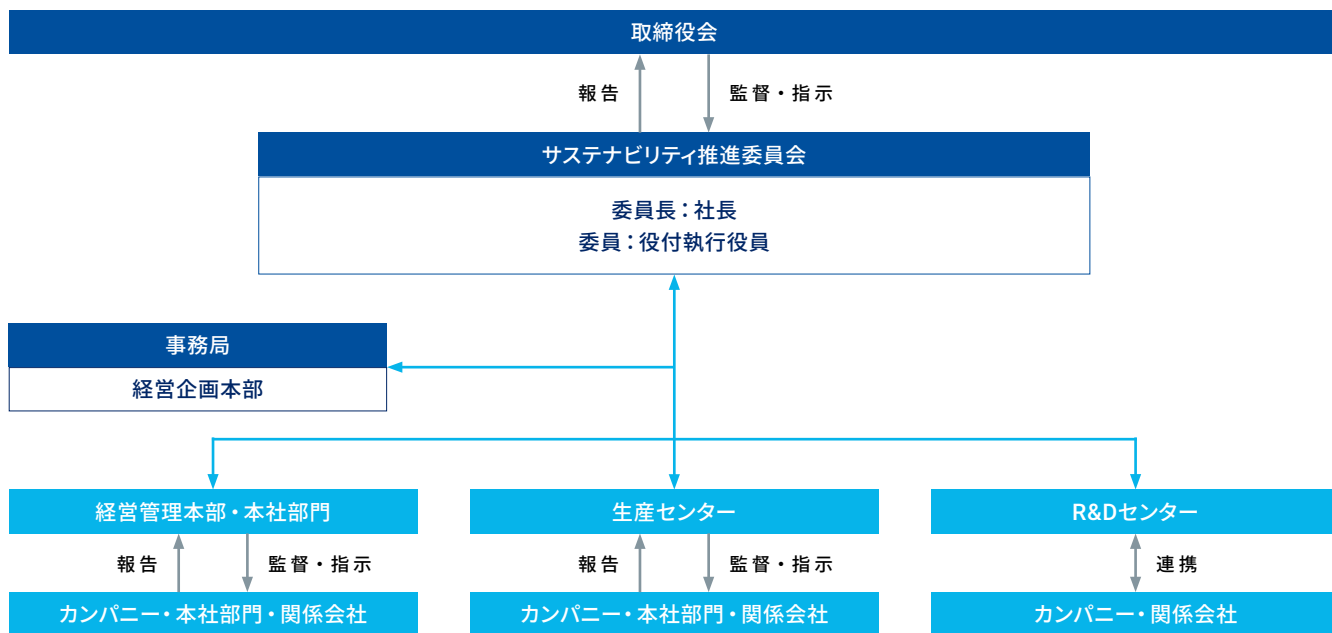 取締役会
報告
監督・指示
サステナビリティ推進委員会
委員長：社長
委員：役付執行役員
事務局
経営企画本部
経営管理本部・本社部門
生産センター
R&Dセンター
報告
監督・指示
報告
監督・指示
連携
カンパニー・本社部門・関係会社
カンパニー・本社部門・関係会社
カンパニー・関係会社